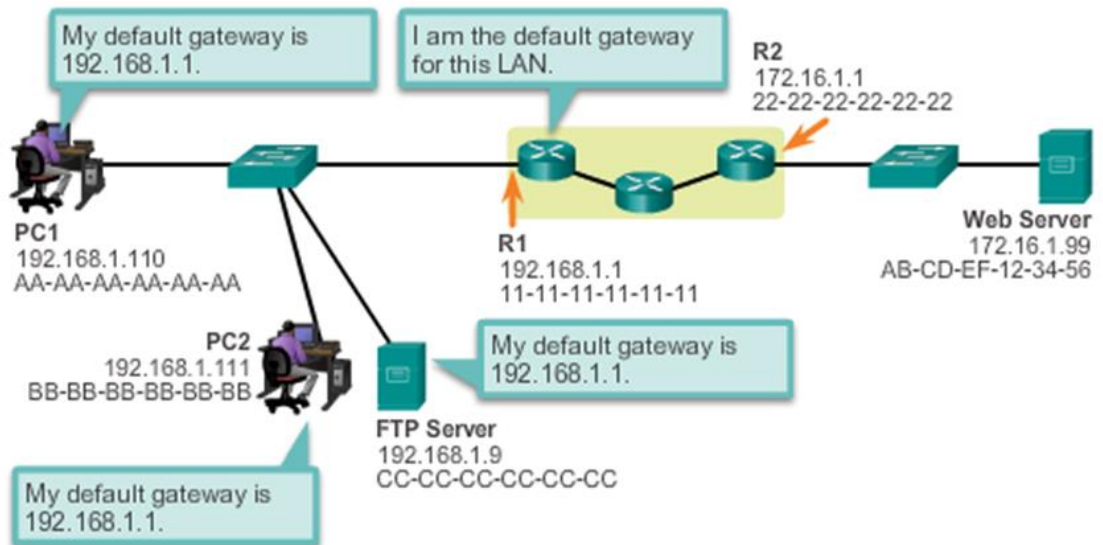 My default gateway is
192.168.1.1.
I am the default gateway
for this LAN.
R2
172.16.1.1
22-22-22-22-22-22
PC1
192.168.1.110
AA-AA-AA-AA-AA-AA
R1
192.168.1.1
11-11-11-11-11-11
Web Server
172.16.1.99
AB-CD-EF-12-34-56
PC2
192.168.1.111
BB-BB-BB-BB-BB-BB
My default gateway is
192.168.1.1.
FTP Server
192.168.1.9
CC-CC-CC-CC-CC-CC
My default gateway is
192.168.1.1.